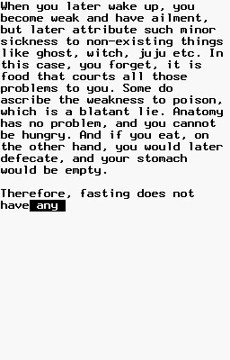 When you later wake up, you
become weak and have ailment,
but later attribute such minor
sickness to non-existing things
like ghost, witch, juju etc. In
this case, you forget, it is
food that courts all those
problems to you. Some do
ascribe the weakness to poison,
which is a blatant lie. Anatomy
has no problem, and you cannot
be hungry. And if you eat, on
the other hand, you would later
defecate, and your stomach
would be empty.

Therefore, fasting does not
have any